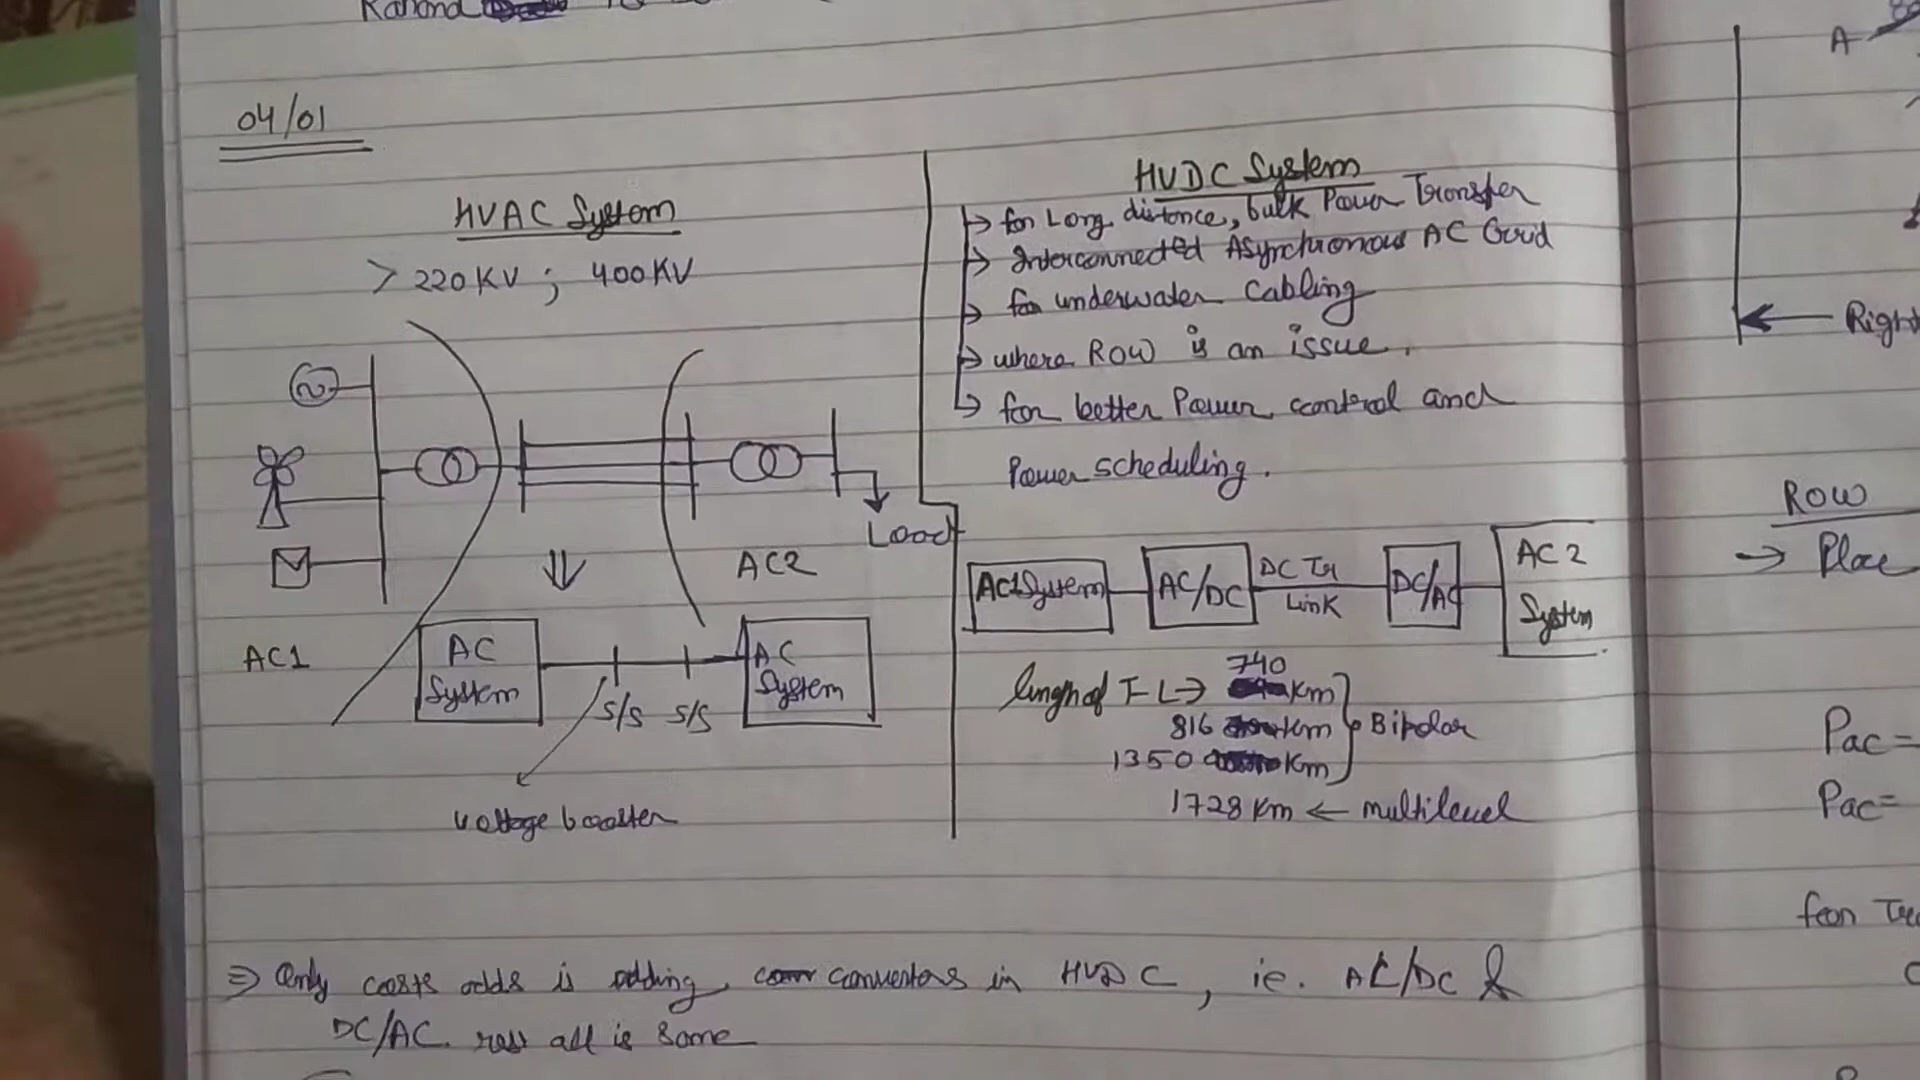 04/01
HVAC System
> 220 KV ; 400 KV
AC2
Load
AC1
AC
System
S/S S/S
AC
System
Voltage booster
HVDC System
→ for Long distance, bulk Power Transfer
→ Interconnected Asynchronous AC Grid
→ for underwater Cabling
→ where ROW is an issue.
→ for better Power control and
Power scheduling.
AC1 System
AC/DC
DC Tr
Link
DC/AC
AC 2
System
lengh of T-L → 740 Km
816 km } Bipolar
1350 Km
1728 Km ← multilevel
⇒ Only costs adds is adding convertors in HVDC, ie. AC/DC &
DC/AC. rest all is same
A
← Right
ROW
→ Place
Pac =
Pac =